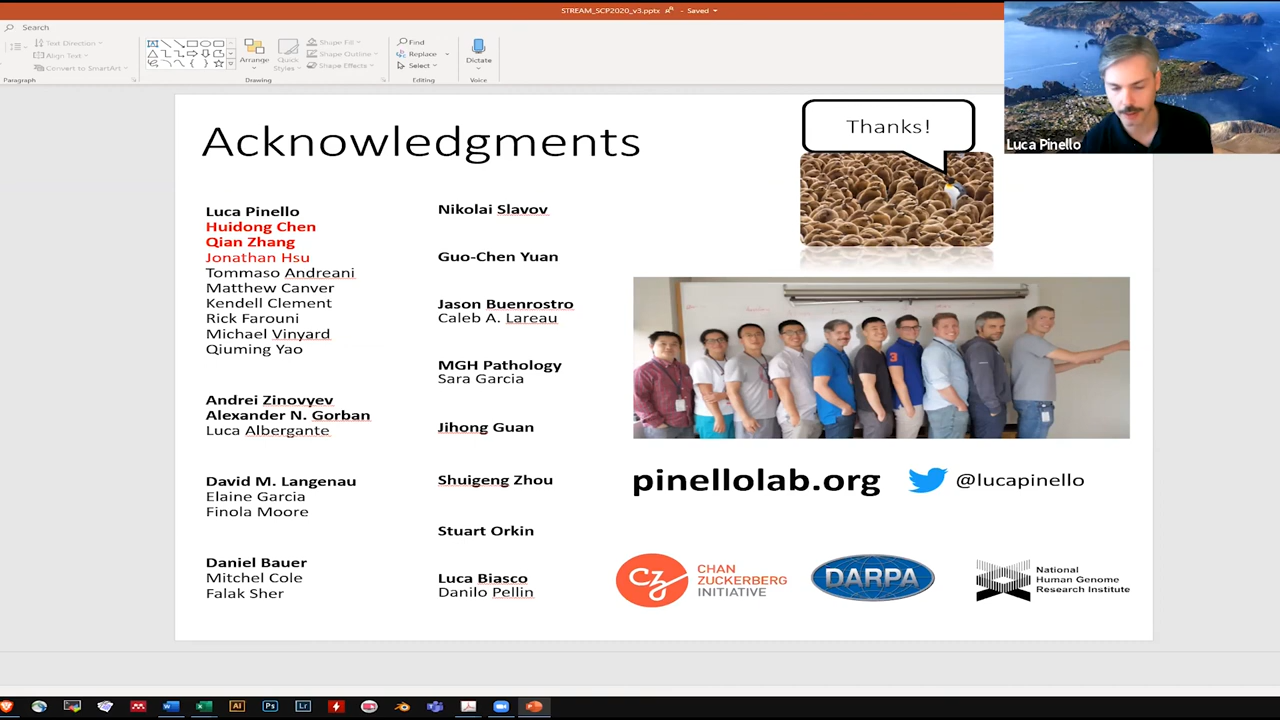 STREAM_SCP2020_v3.pptx - Saved
Search
Text Direction
Align Text
Convert to SmartArt
Paragraph
Arrange
Quick
Styles
Shape Fill
Shape Outline
Shape Effects
Drawing
Find
Replace
Select
Editing
Dictate
Voice
Luca Pinello
Acknowledgments
Thanks!
Luca Pinello
Huidong Chen
Qian Zhang
Jonathan Hsu
Tommaso Andreani
Matthew Canver
Kendell Clement
Rick Farouni
Michael Vinyard
Qiuming Yao
Andrei Zinovyev
Alexander N. Gorban
Luca Albergante
David M. Langenau
Elaine Garcia
Finola Moore
Daniel Bauer
Mitchel Cole
Falak Sher
Nikolai Slavov
Guo-Chen Yuan
Jason Buenrostro
Caleb A. Lareau
MGH Pathology
Sara Garcia
Jihong Guan
Shuigeng Zhou
Stuart Orkin
Luca Biasco
Danilo Pellin
3
pinellolab.org @lucapinello
CZ CHAN
ZUCKERBERG
INITIATIVE
DARPA
National
Human Genome
Research Institute
Ai Ps Lr